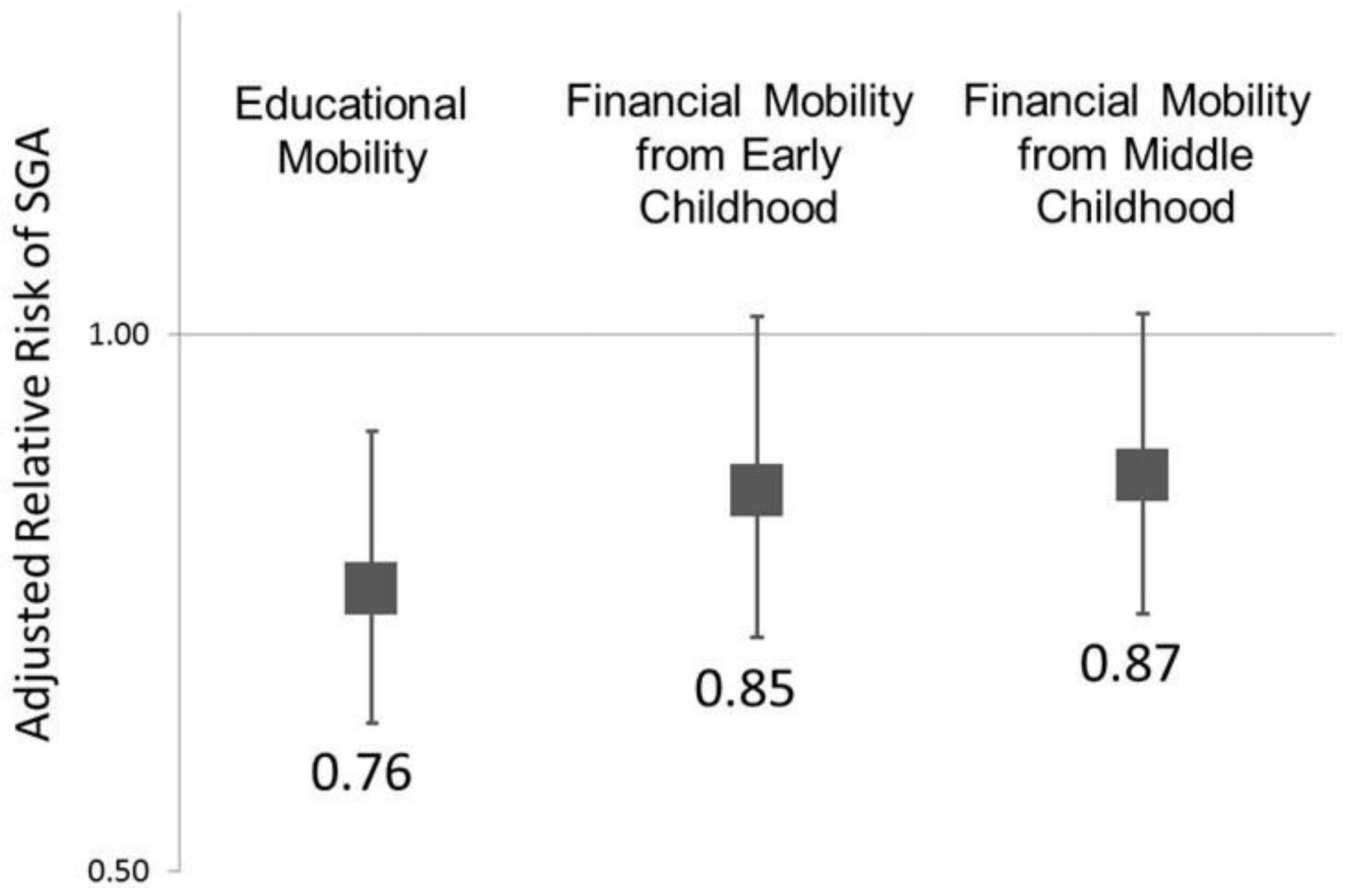 Adjusted Relative Risk of SGA
Educational
Mobility
Financial Mobility
from Early
Childhood
Financial Mobility
from Middle
Childhood
1.00
0.76
0.85
0.87
0.50